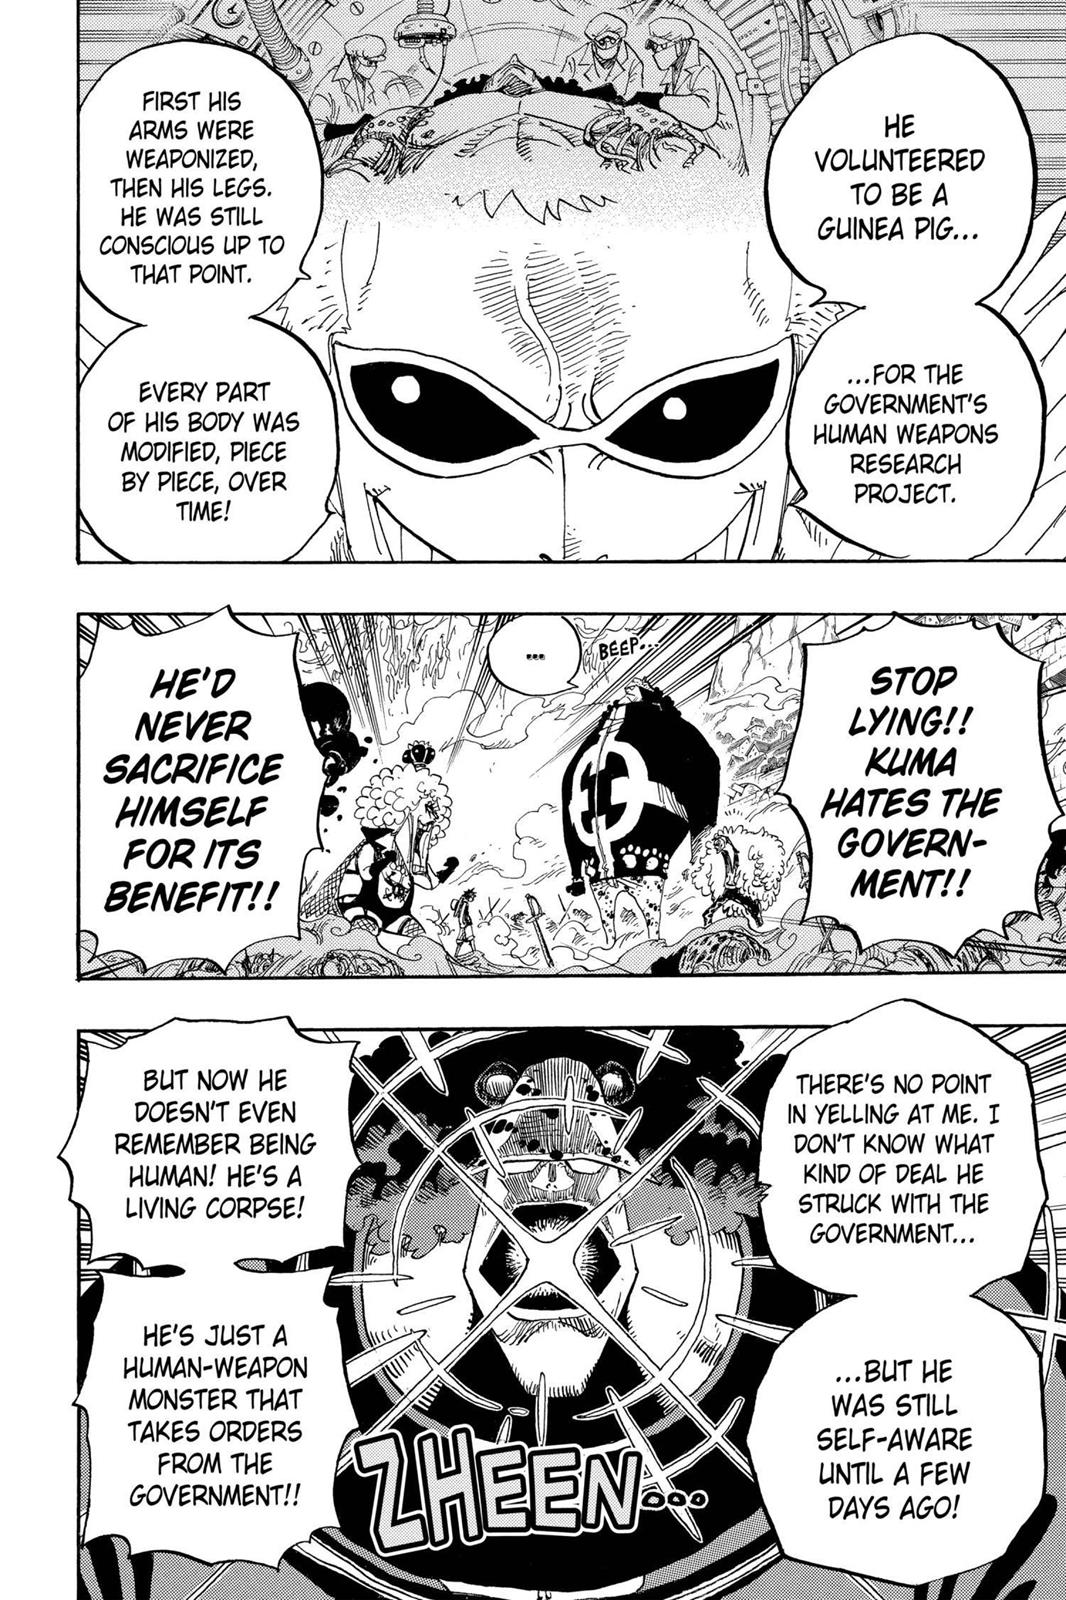 HE
VOLUNTEERED
TO BE A
GUINEA PIG...
...FOR THE
GOVERNMENT'S
HUMAN WEAPONS
RESEARCH
PROJECT.
FIRST HIS
ARMS WERE
WEAPONIZED,
THEN HIS LEGS.
HE WAS STILL
CONSCIOUS UP TO
THAT POINT.
EVERY PART
OF HIS BODY WAS
MODIFIED, PIECE
BY PIECE, OVER
TIME!
STOP
LYING!!
KUMA
HATES THE
GOVERN-
MENT!!
BEEP...
...
HE'D
NEVER
SACRIFICE
HIMSELF
FOR ITS
BENEFIT!!
THERE'S NO POINT
IN YELLING AT ME. I
DON'T KNOW WHAT
KIND OF DEAL HE
STRUCK WITH THE
GOVERNMENT...
...BUT HE
WAS STILL
SELF-AWARE
UNTIL A FEW
DAYS AGO!
BUT NOW HE
DOESN'T EVEN
REMEMBER BEING
HUMAN! HE'S A
LIVING CORPSE!
HE'S JUST A
HUMAN-WEAPON
MONSTER THAT
TAKES ORDERS
FROM THE
GOVERNMENT!!
ZHEEN...